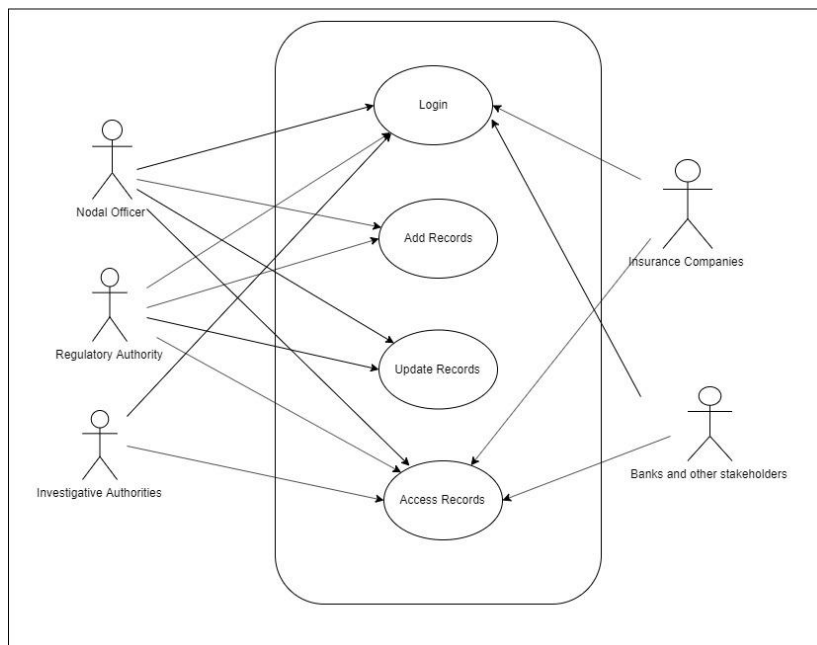 Login
Nodal Officer
Add Records
Insurance Companies
Regulatory Authority
Update Records
Investigative Authorities
Access Records
Banks and other stakeholders